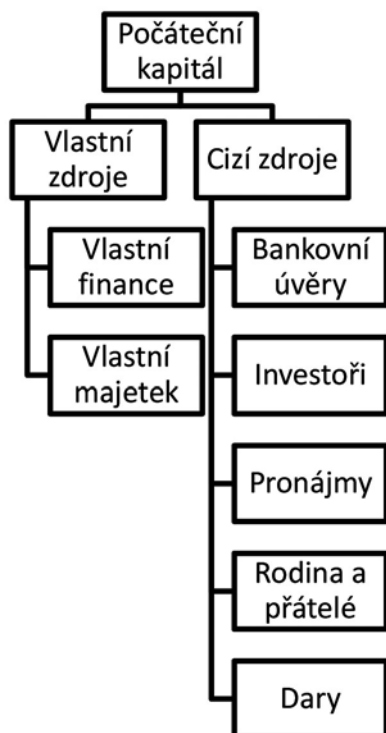 Počáteční
kapitál
Vlastní
zdroje
Cizí zdroje
Vlastní
finance
Vlastní
majetek
Bankovní
úvěry
Investoři
Pronájmy
Rodina a
přátelé
Dary